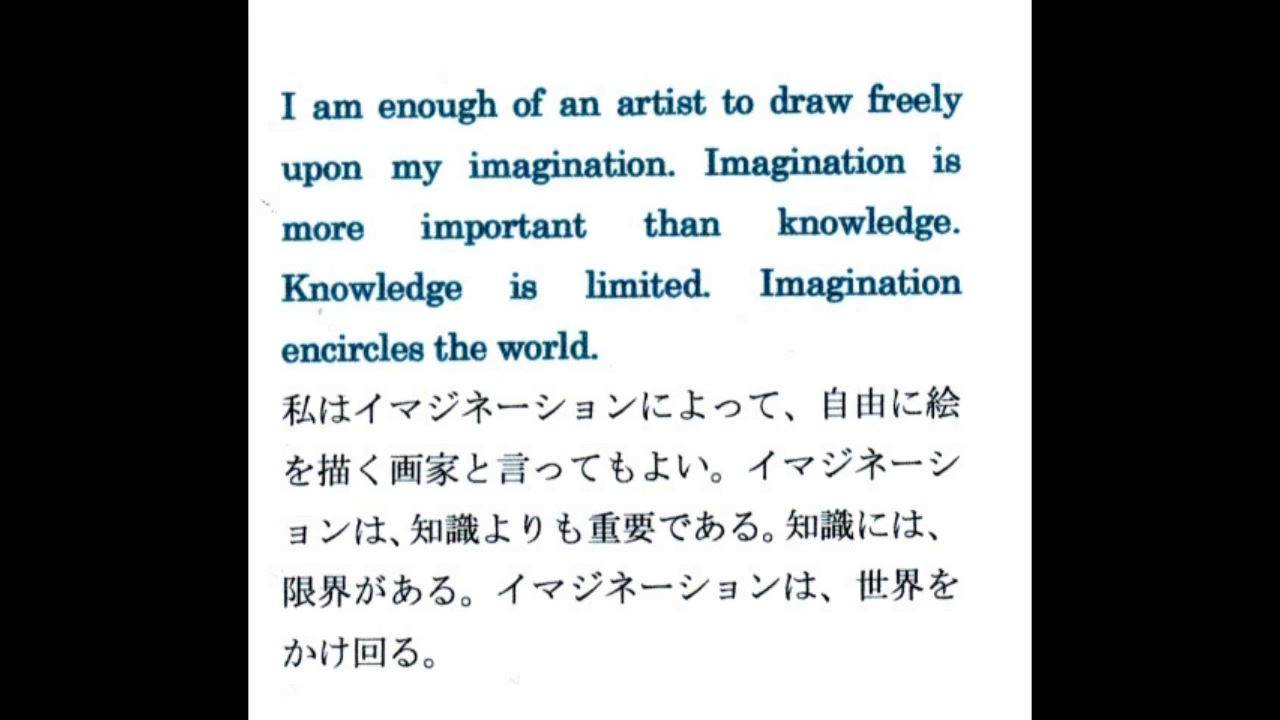 I am enough of an artist to draw freely
upon my imagination. Imagination is
more important than knowledge.
Knowledge is limited. Imagination
encircles the world.
私はイマジネーションによって、自由に絵
を描く画家と言ってもよい。イマジネーシ
ョンは、知識よりも重要である。知識には、
限界がある。イマジネーションは、世界を
かけ回る。